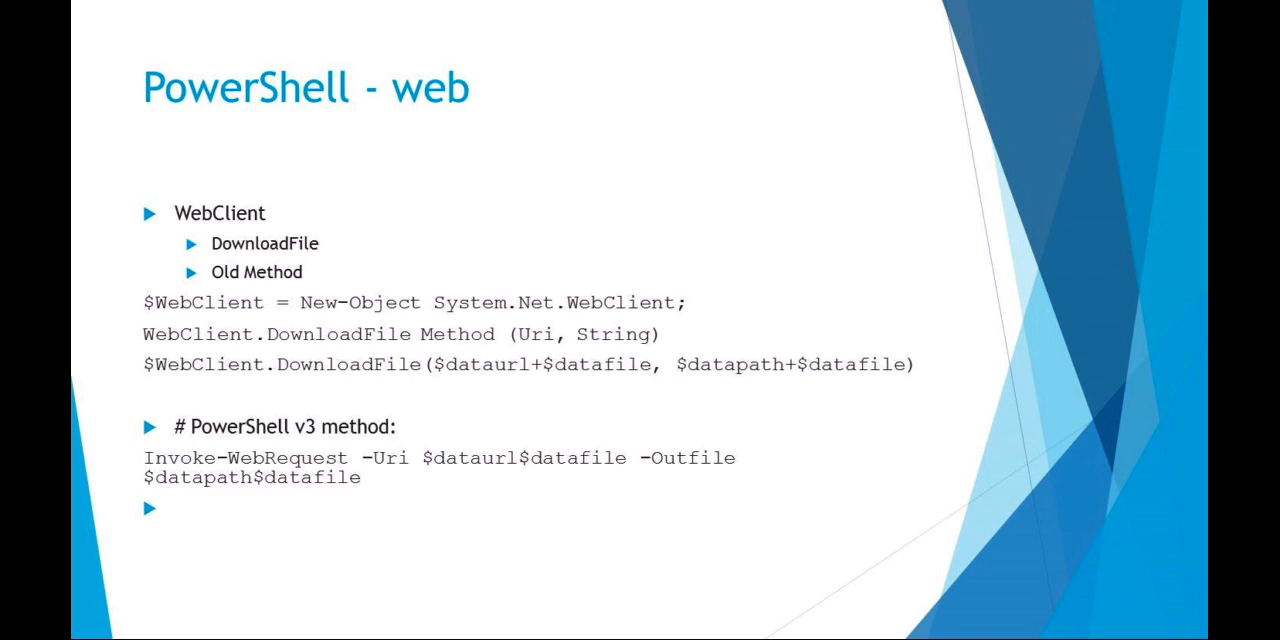 PowerShell - web
WebClient
DownloadFile
Old Method
$WebClient = New-Object System.Net.WebClient;
WebClient.DownloadFile Method (Uri, String)
$WebClient.DownloadFile($dataurl+$datafile, $datapath+$datafile)
# PowerShell v3 method:
Invoke-WebRequest -Uri $dataurl$datafile -Outfile
$datapath$datafile